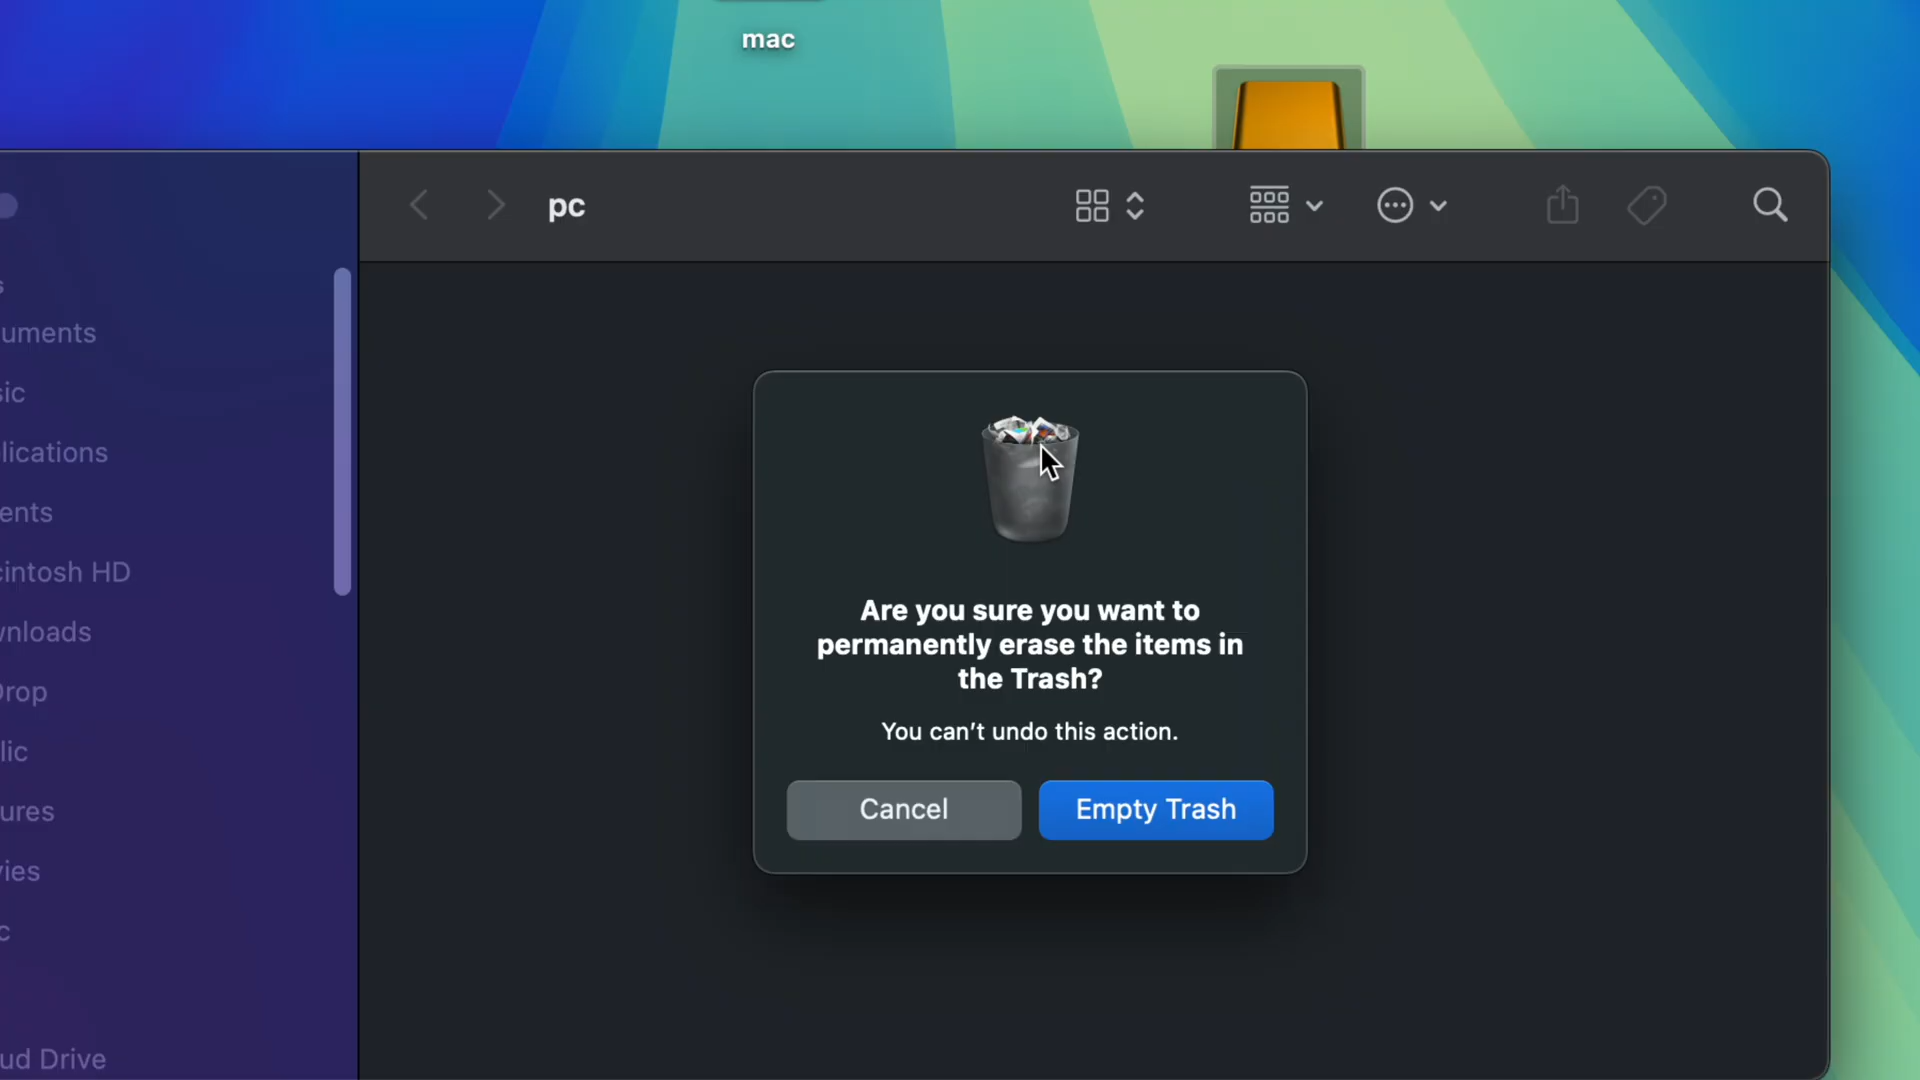 mac
pc
s
uments
sic
lications
ents
cintosh HD
wnloads
Drop
lic
ures
vies
c
ud Drive
Are you sure you want to
permanently erase the items in
the Trash?
You can't undo this action.
Cancel
Empty Trash